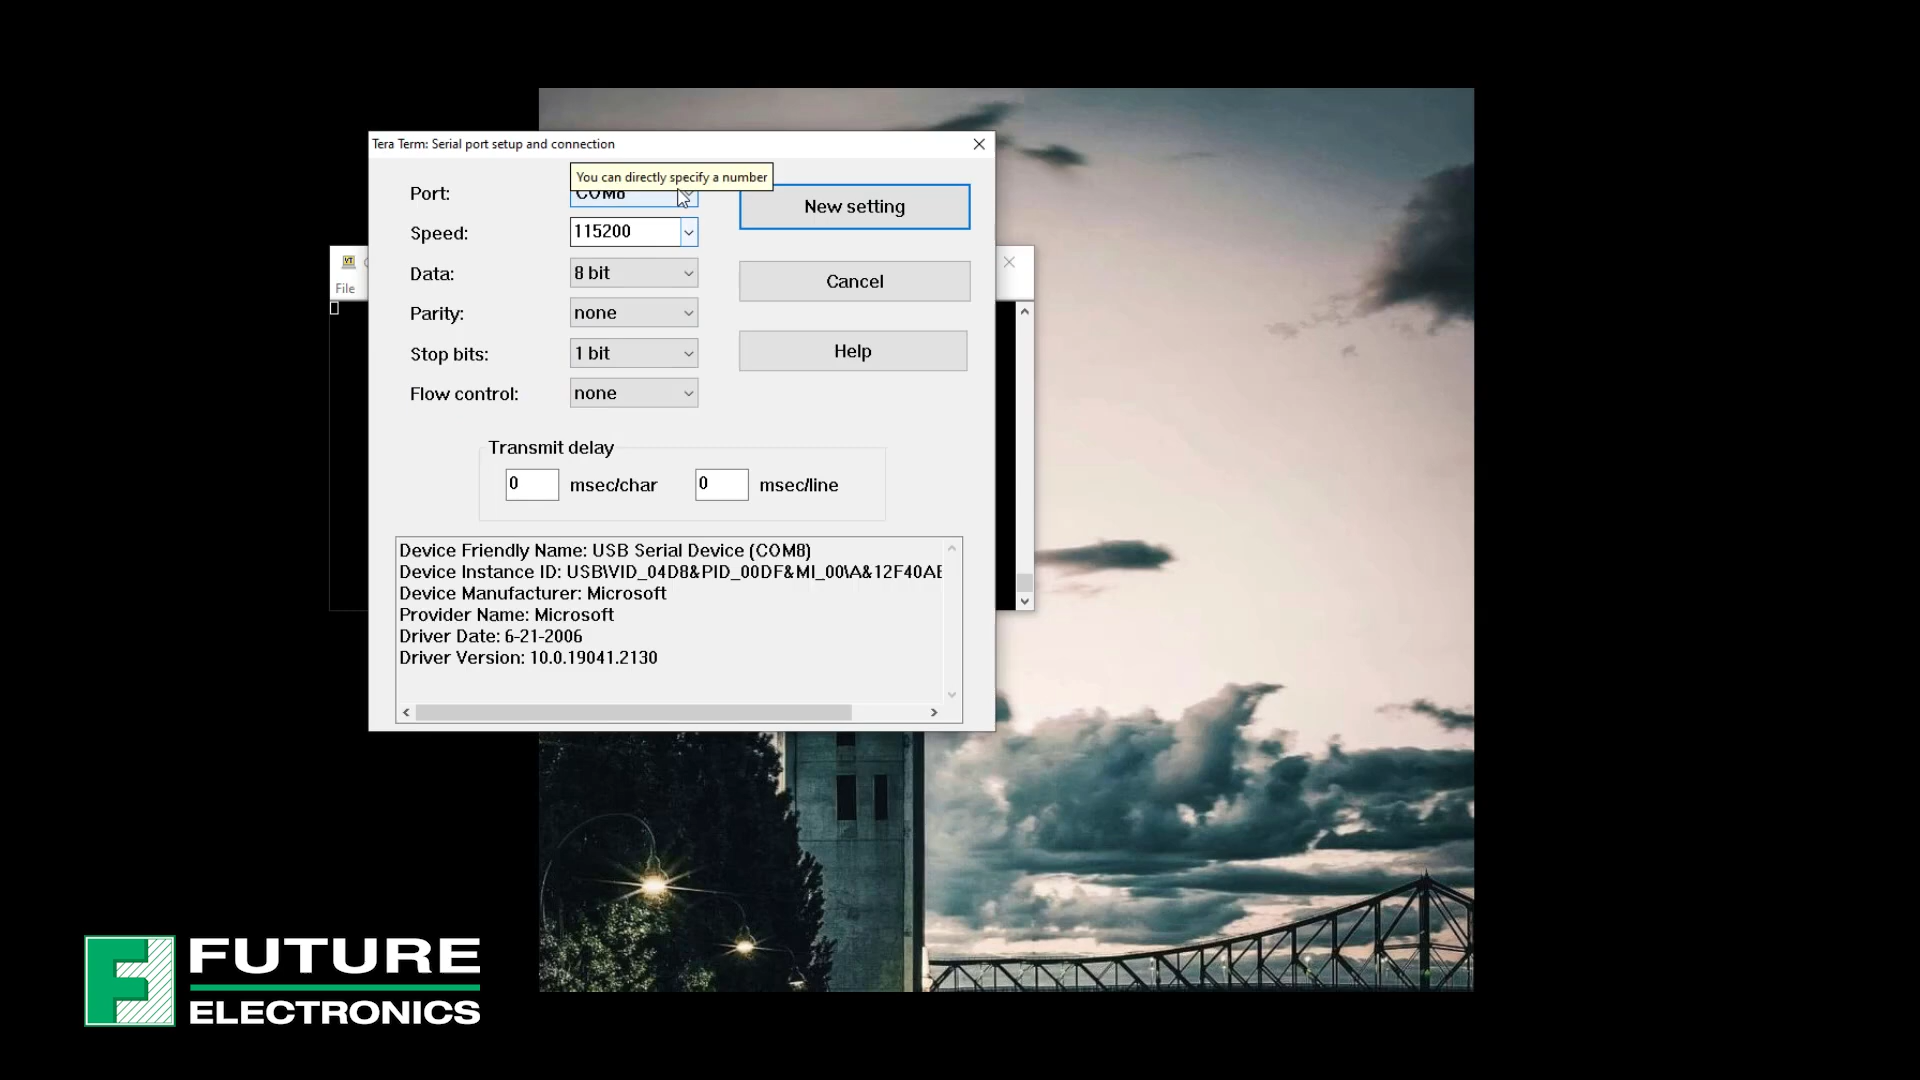 Tera Term: Serial port setup and connection
You can directly specify a number
Port: COM8
New setting
Speed: 115200
VT
File
Data: 8 bit
Cancel
Parity: none
Stop bits: 1 bit
Help
Flow control: none
Transmit delay
0 msec/char 0 msec/line
Device Friendly Name: USB Serial Device (COM8)
Device Instance ID: USB\VID_04D8&PID_00DF&MI_00\A&12F40AE
Device Manufacturer: Microsoft
Provider Name: Microsoft
Driver Date: 6-21-2006
Driver Version: 10.0.19041.2130
F FUTURE
ELECTRONICS